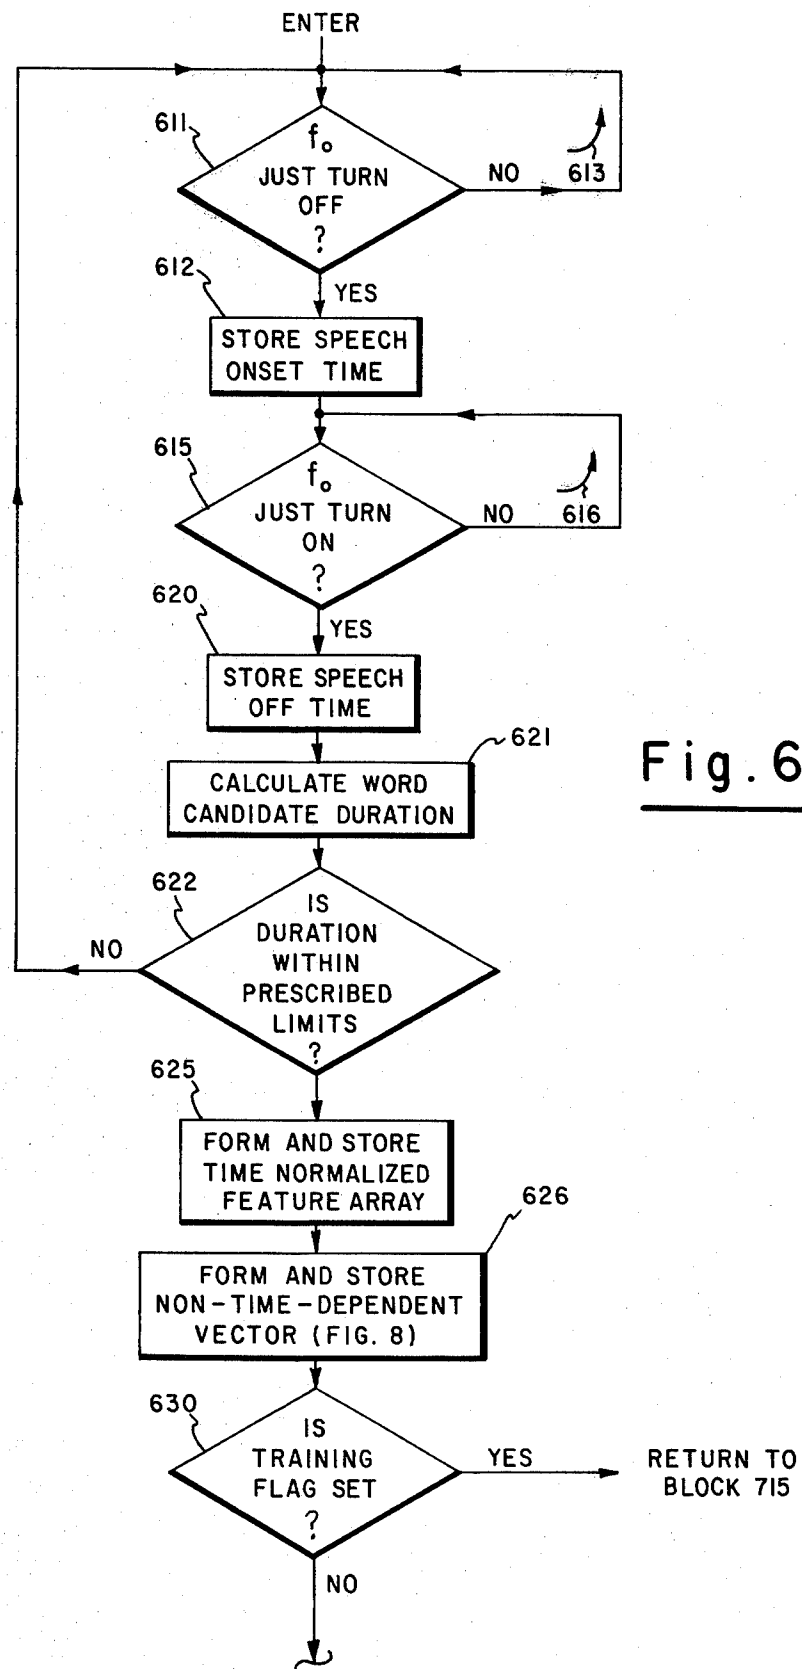 ENTER
611
fo
JUST TURN
OFF
?
NO
613
612
YES
STORE SPEECH
ONSET TIME
615
fo
JUST TURN
ON
?
NO
616
620
YES
STORE SPEECH
OFF TIME
621
CALCULATE WORD
CANDIDATE DURATION
Fig. 6
622
IS
DURATION
WITHIN
PRESCRIBED
LIMITS
?
NO
625
FORM AND STORE
TIME NORMALIZED
FEATURE ARRAY
626
FORM AND STORE
NON-TIME-DEPENDENT
VECTOR (FIG. 8)
630
IS
TRAINING
FLAG SET
?
YES
RETURN TO
BLOCK 715
NO